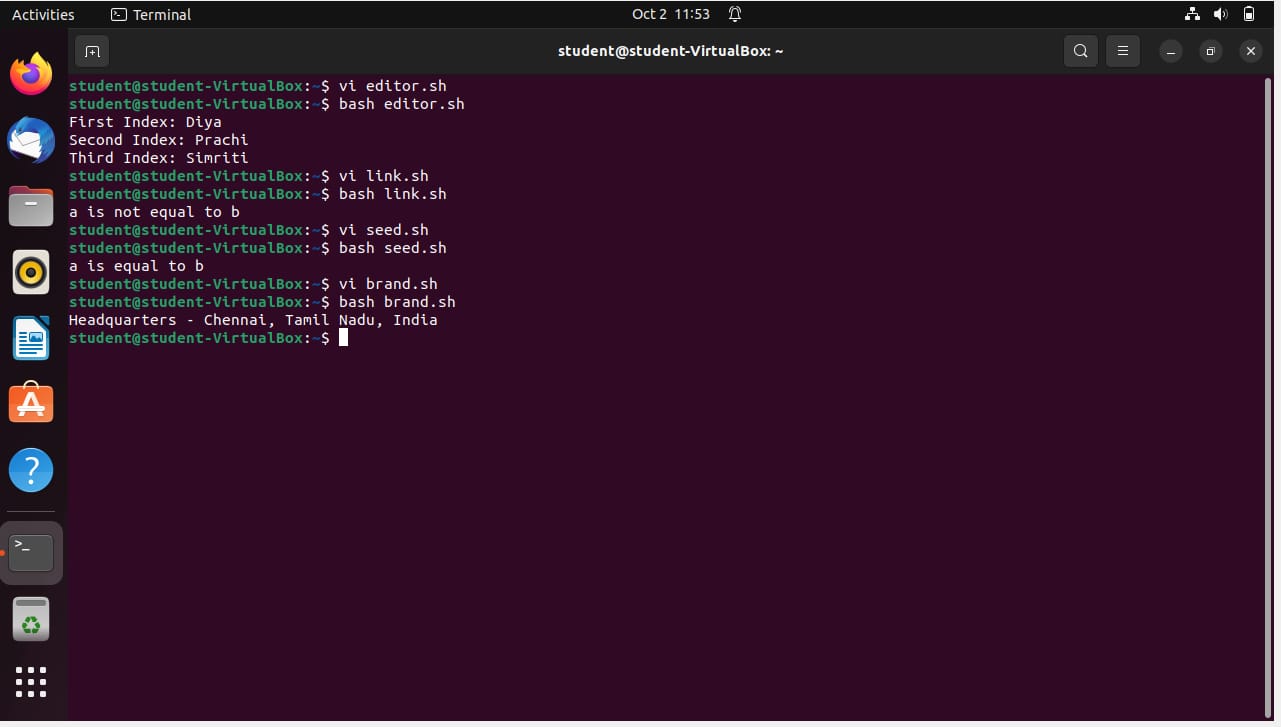 Activities Terminal Oct 2 11:53
student@student-VirtualBox: ~
student@student-VirtualBox:~$ vi editor.sh
student@student-VirtualBox:~$ bash editor.sh
First Index: Diya
Second Index: Prachi
Third Index: Simriti
student@student-VirtualBox:~$ vi link.sh
student@student-VirtualBox:~$ bash link.sh
a is not equal to b
student@student-VirtualBox:~$ vi seed.sh
student@student-VirtualBox:~$ bash seed.sh
a is equal to b
student@student-VirtualBox:~$ vi brand.sh
student@student-VirtualBox:~$ bash brand.sh
Headquarters - Chennai, Tamil Nadu, India
student@student-VirtualBox:~$